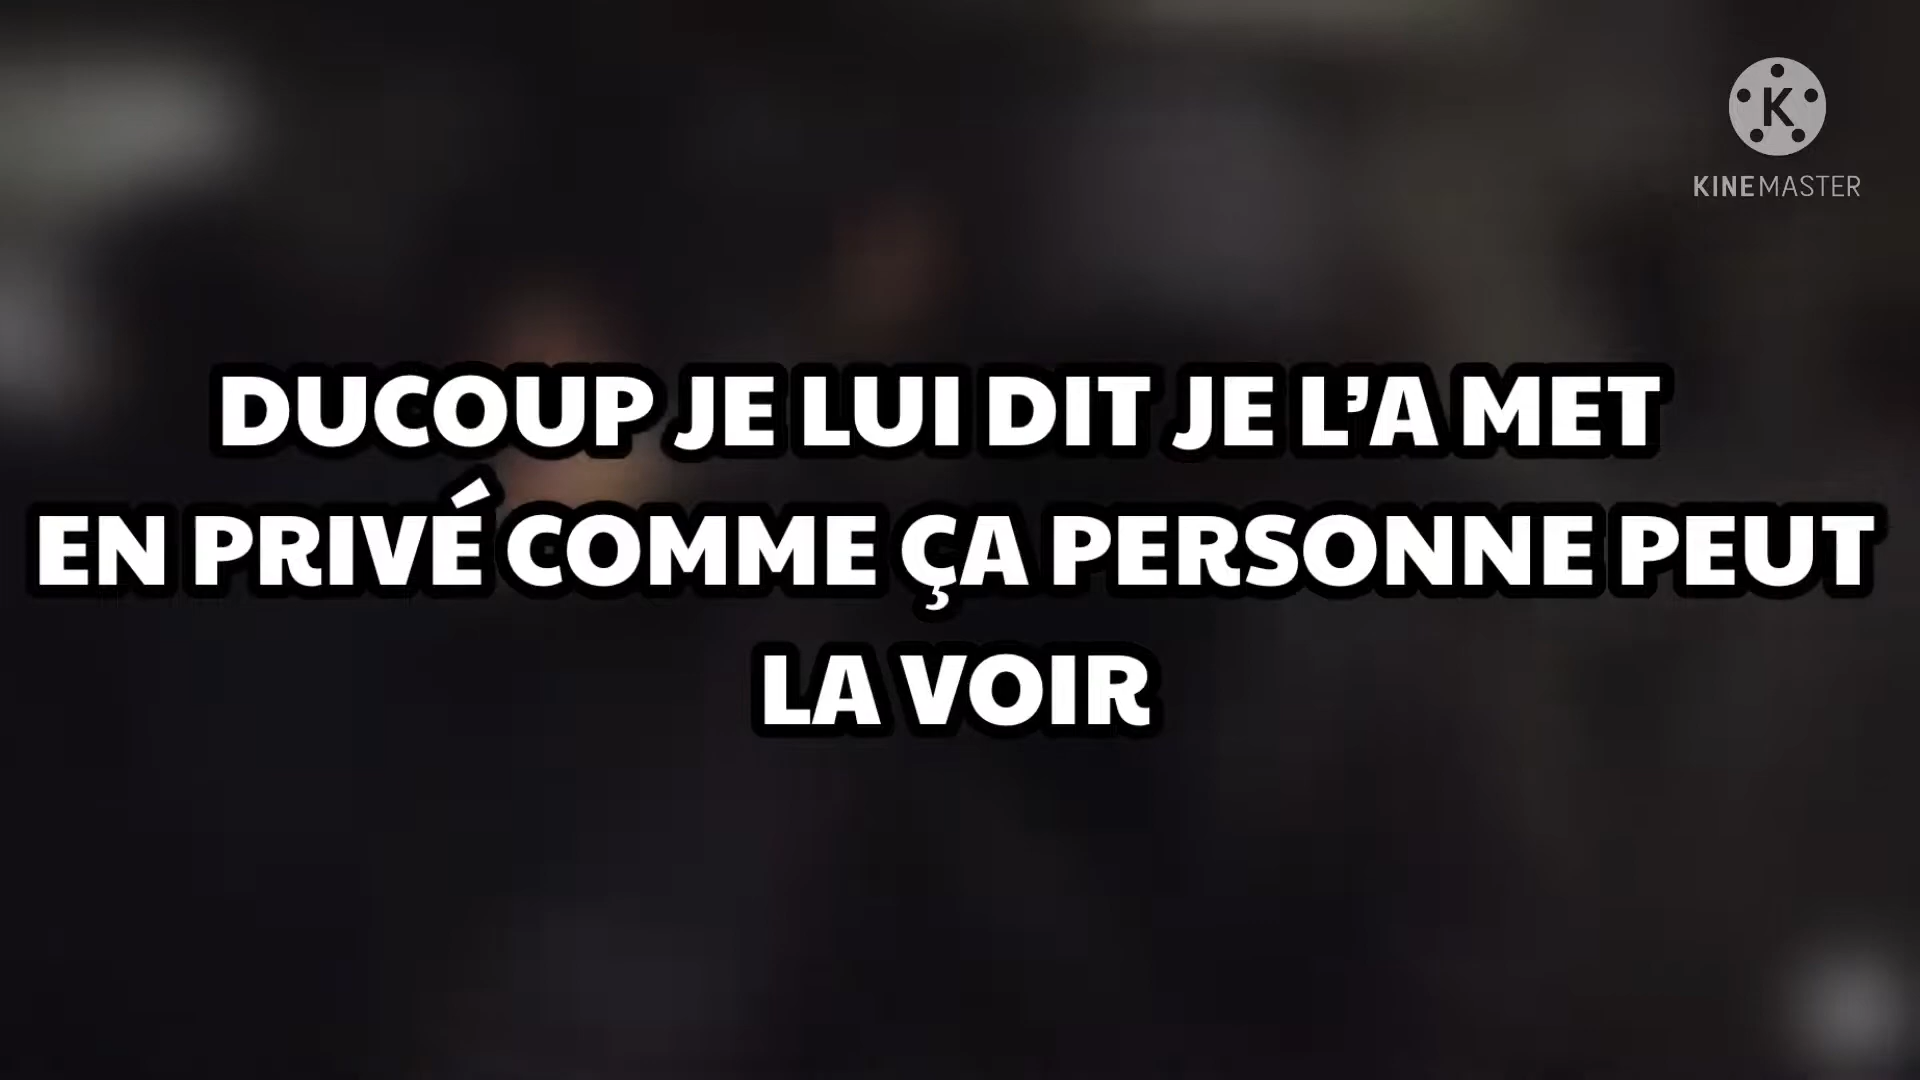 K
KINEMASTER
DUCOUP JE LUI DIT JE L’A MET
EN PRIVÉ COMME ÇA PERSONNE PEUT
LA VOIR